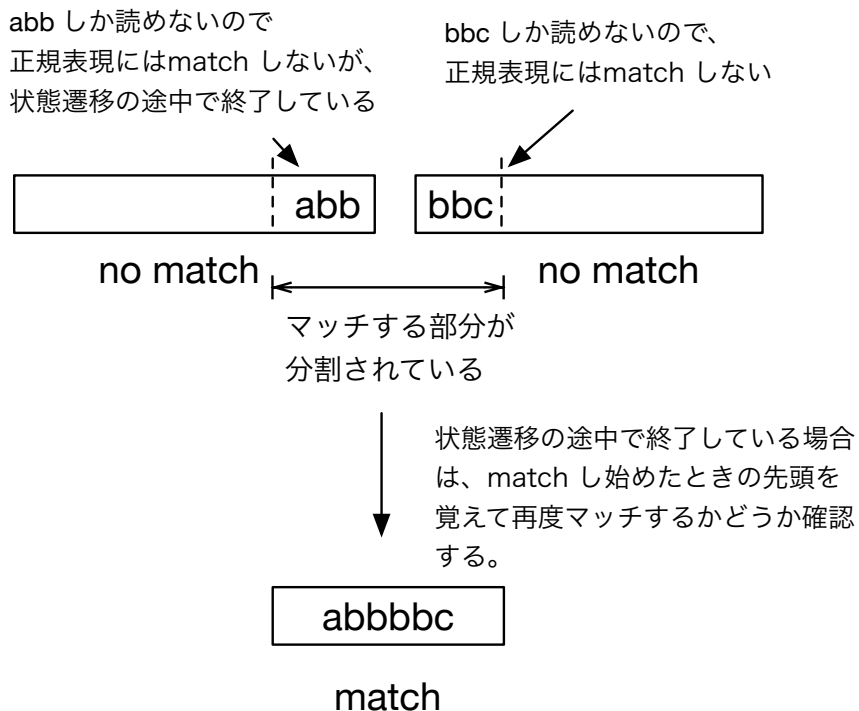 abb しか読めないので
正規表現にはmatch しないが、
状態遷移の途中で終了している
bbc しか読めないので、
正規表現にはmatch しない
abb
bbc
no match
no match
マッチする部分が
分割されている
状態遷移の途中で終了している場合
は、match し始めたときの先頭を
覚えて再度マッチするかどうか確認
する。
abbbbc
match